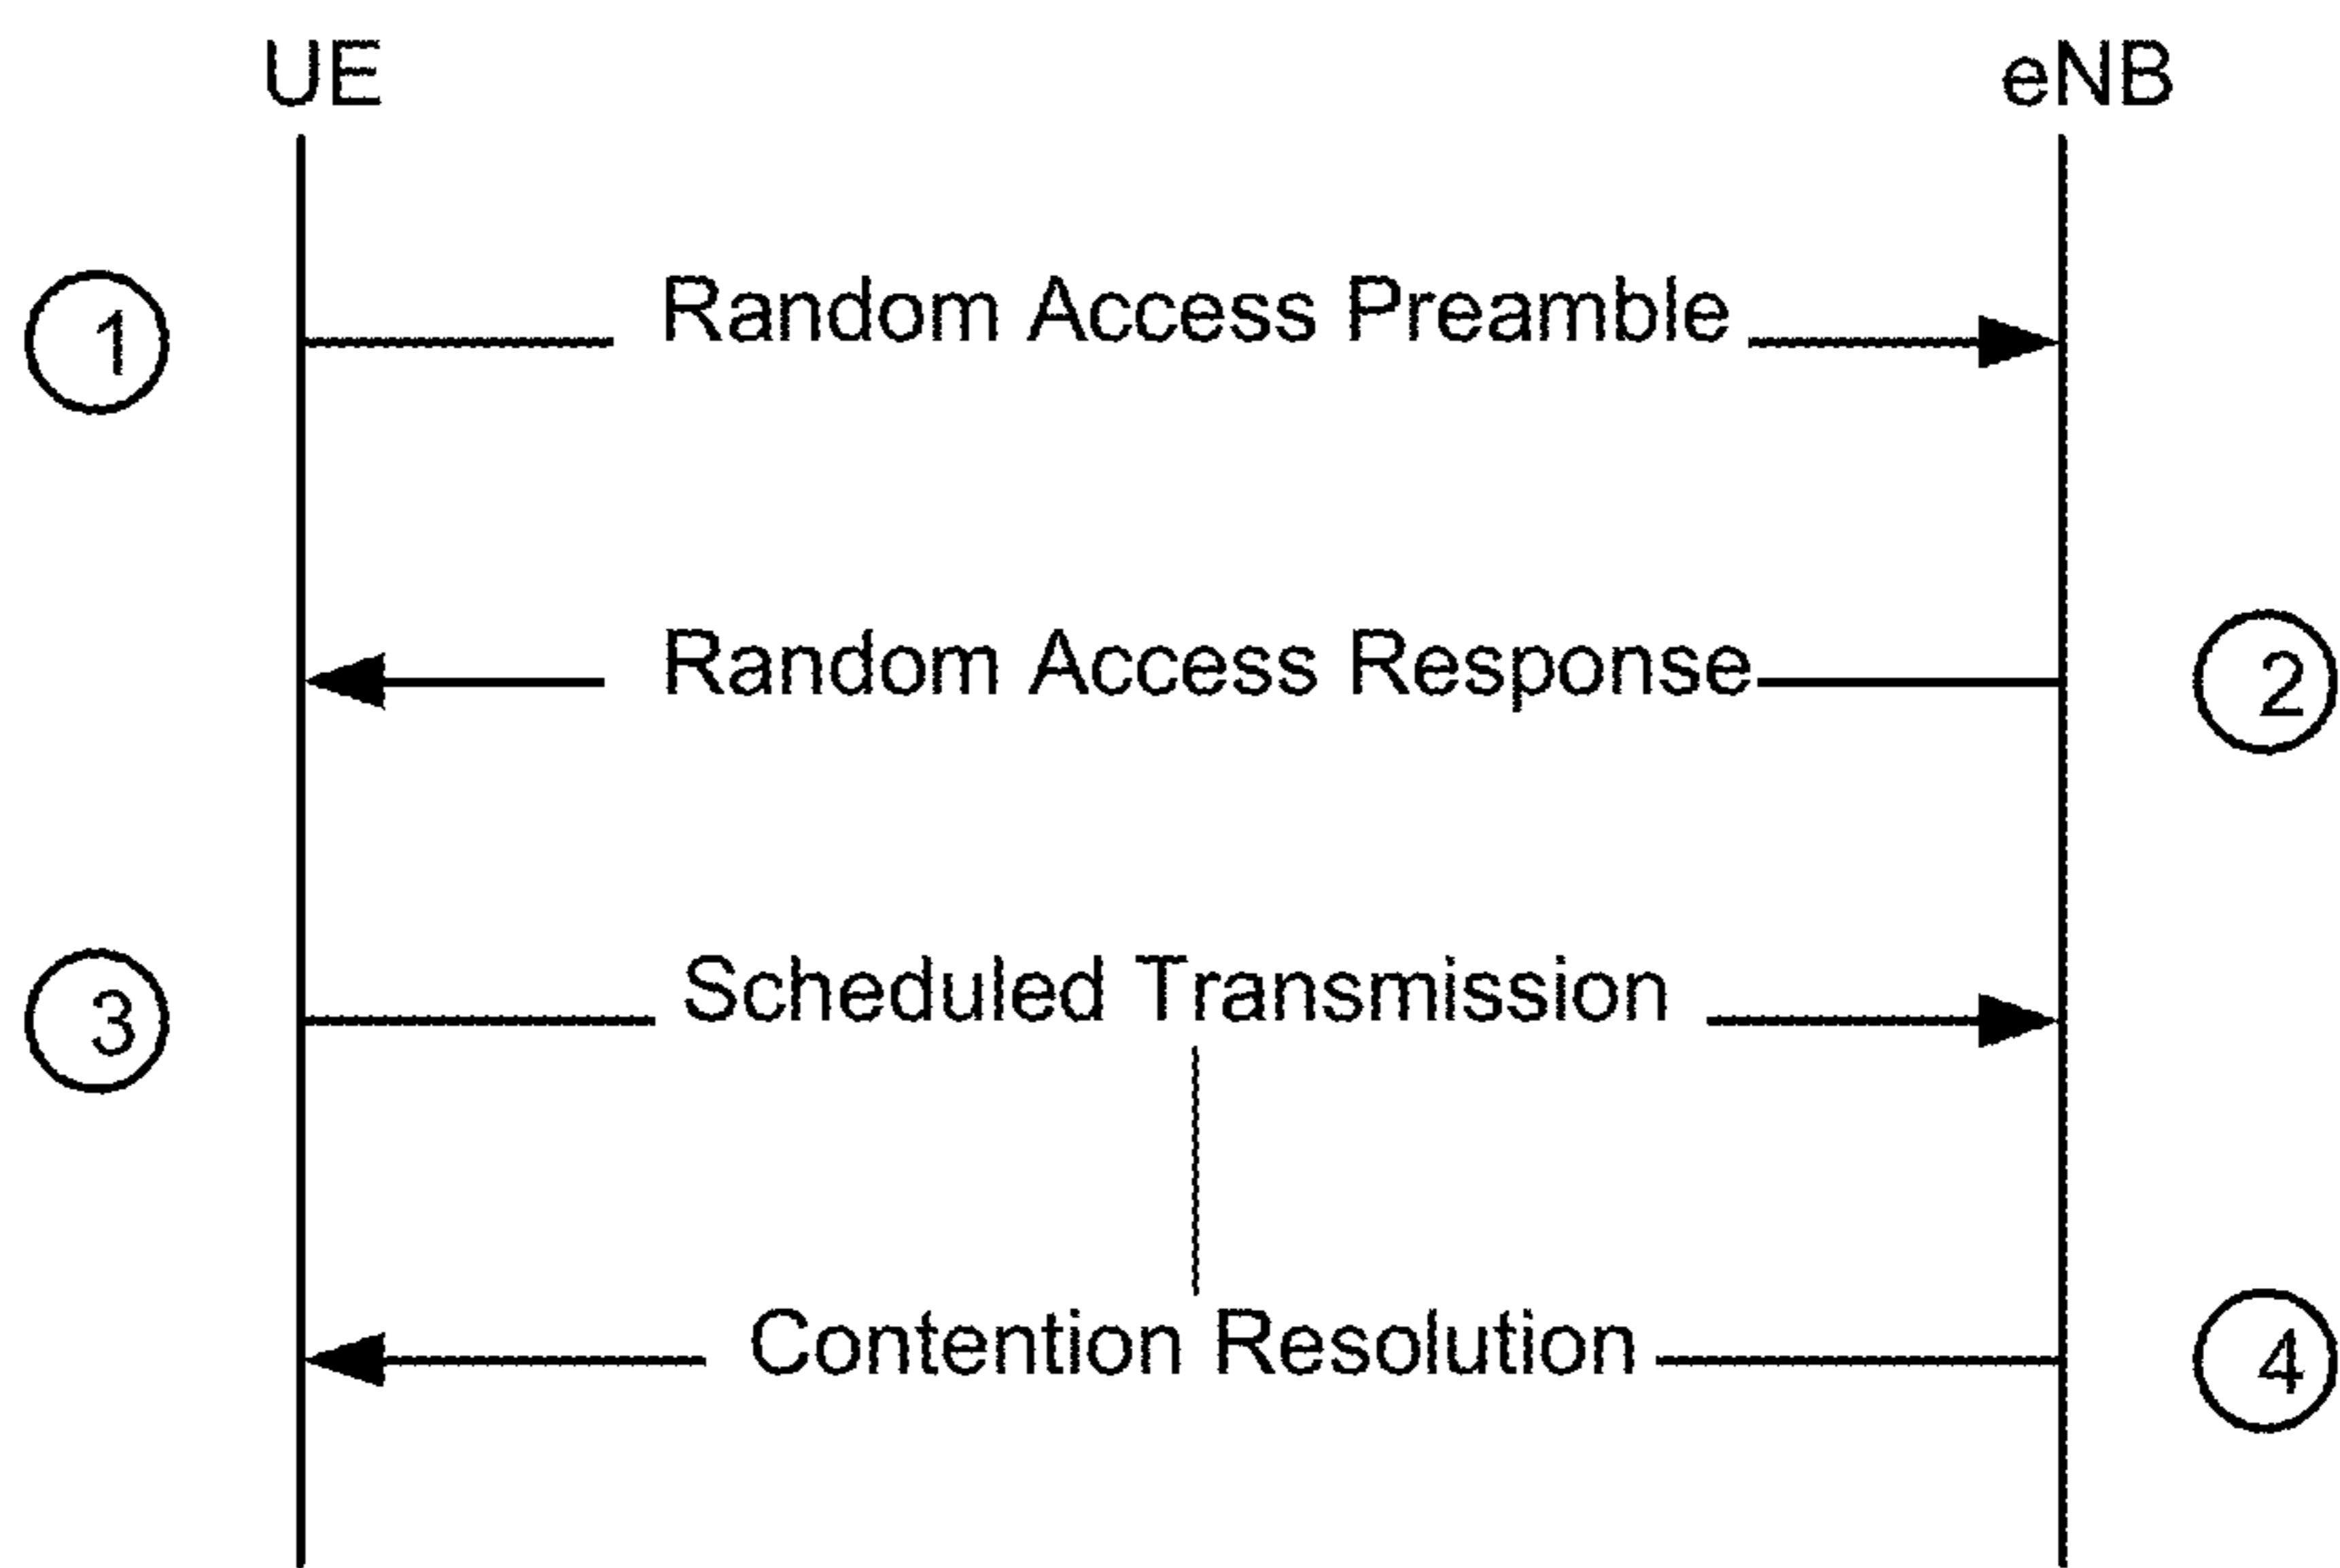 UE
eNB
1
Random Access Preamble
Random Access Response
2
3
Scheduled Transmission
Contention Resolution
4